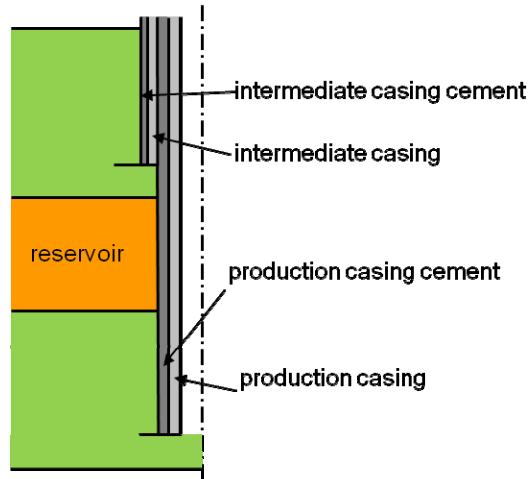 intermediate casing cement
intermediate casing
reservoir
production casing cement
production casing